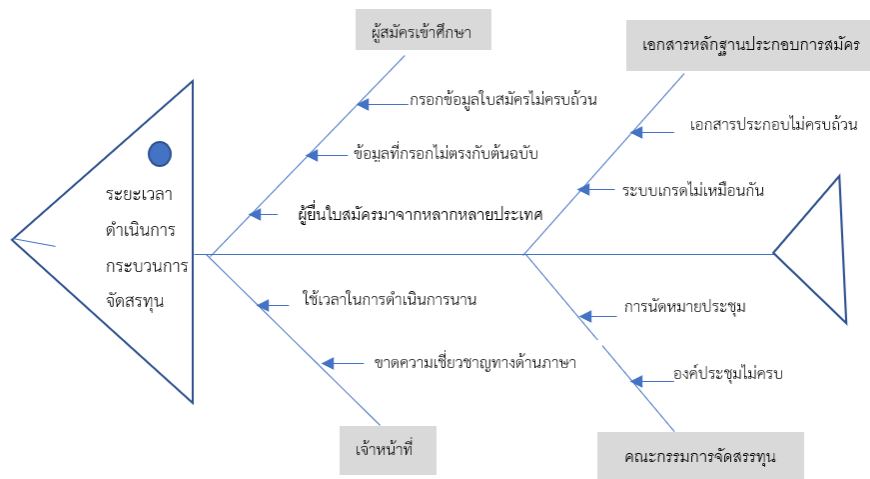 ผู้สมัครเข้าศึกษา
เอกสารหลักฐานประกอบการสมัคร
กรอกข้อมูลใบสมัครไม่ครบถ้วน
เอกสารประกอบไม่ครบถ้วน
ข้อมูลที่กรอกไม่ตรงกับต้นฉบับ
ระบบเกรดไม่เหมือนกัน
ผู้ยื่นใบสมัครมาจากหลากหลายประเทศ
ระยะเวลา
ดำเนินการ
กระบวนการ
จัดสรทุน
ใช้เวลาในการดำเนินการนาน
การนัดหมายประชุม
ขาดความเชี่ยวชาญทางด้านภาษา
องค์ประชุมไม่ครบ
เจ้าหน้าที่
คณะกรรมการจัดสรรทุน